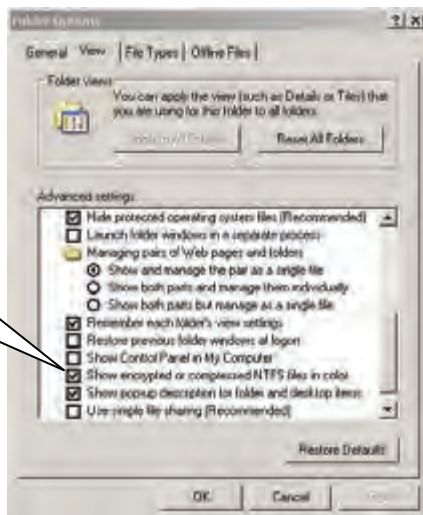 Folder Options
General View File Types Offline Files
Folder views
You can apply the view (such as Details or Tiles) that
you are using for this folder to all folders.
Reset All Folders
Advanced settings:
Hide protected operating system files (Recommended)
Launch folder windows in a separate process
Managing pairs of Web pages and folders
Show and manage the pair as a single file
Show both parts and manage them individually
Show both parts but manage as a single file
Remember each folder's view settings
Restore previous folder windows at logon
Show Control Panel in My Computer
Show encrypted or compressed NTFS files in color
Show pop-up description for folder and desktop items
Use simple file sharing (Recommended)
Restore Defaults
OK Cancel